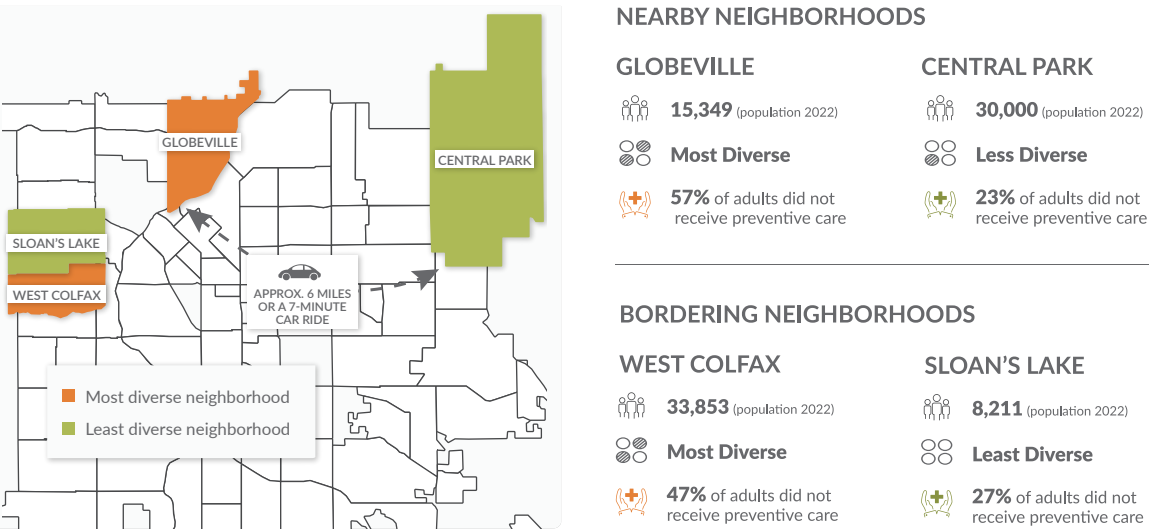 GLOBEVILLE
CENTRAL PARK
SLOAN'S LAKE
WEST COLFAX
APPROX. 6 MILES
OR A 7-MINUTE
CAR RIDE
Most diverse neighborhood
Least diverse neighborhood
NEARBY NEIGHBORHOODS
GLOBEVILLE
15,349 (population 2022)
Most Diverse
57% of adults did not
receive preventive care
CENTRAL PARK
30,000 (population 2022)
Less Diverse
23% of adults did not
receive preventive care
BORDERING NEIGHBORHOODS
WEST COLFAX
33,853 (population 2022)
Most Diverse
47% of adults did not
receive preventive care
SLOAN'S LAKE
8,211 (population 2022)
Least Diverse
27% of adults did not
receive preventive care